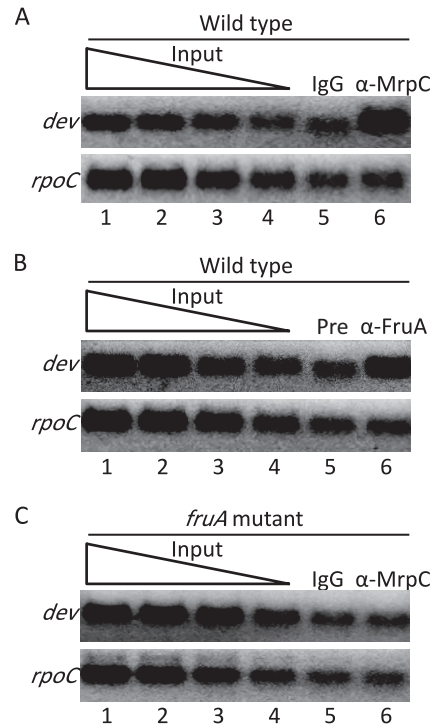 A
Wild type
Input
IgG α-MrpC
dev
rpoC
1 2 3 4 5 6
B
Wild type
Input
Pre α-FruA
dev
rpoC
1 2 3 4 5 6
C
fruA mutant
Input
IgG α-MrpC
dev
rpoC
1 2 3 4 5 6